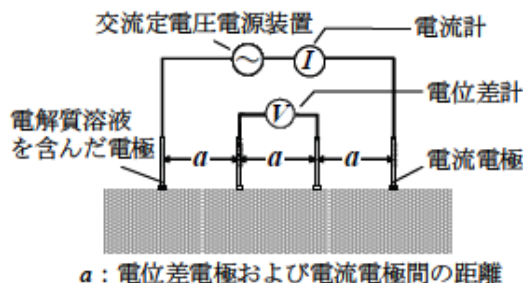 交流定電圧電源装置
電流計
I
電位差計
V
電解質溶液
を含んだ電極
a
a
a
電流電極
a:電位差電極および電流電極間の距離